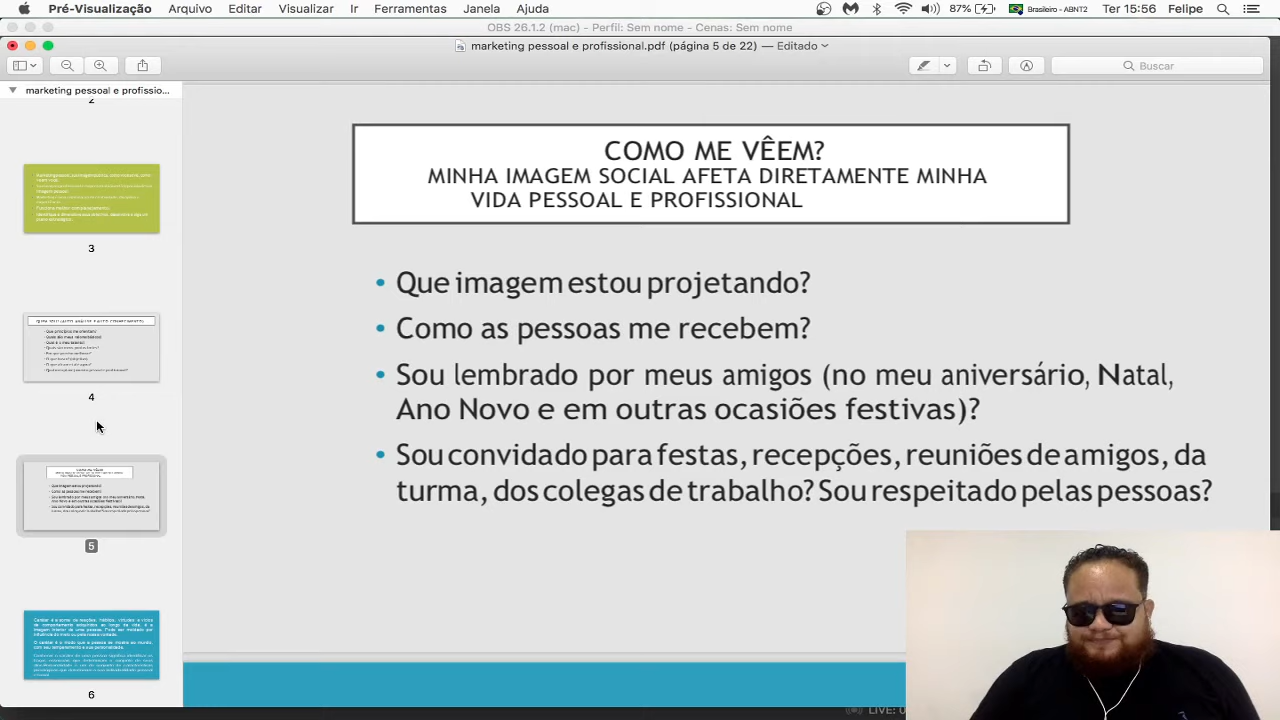 Pré-Visualização Arquivo Editar Visualizar Ir Ferramentas Janela Ajuda 87% Brasileiro - ABNT2 Ter 15:56 Felipe
OBS 26.1.2 (mac) - Perfil: Sem nome - Cenas: Sem nome
marketing pessoal e profissional.pdf (página 5 de 22) — Editado
Buscar
marketing pessoal e profissio...
2
3
4
5
6
COMO ME VÊEM?
MINHA IMAGEM SOCIAL AFETA DIRETAMENTE MINHA
VIDA PESSOAL E PROFISSIONAL
• Que imagem estou projetando?
• Como as pessoas me recebem?
• Sou lembrado por meus amigos (no meu aniversário, Natal,
Ano Novo e em outras ocasiões festivas)?
• Sou convidado para festas, recepções, reuniões de amigos, da
turma, dos colegas de trabalho? Sou respeitado pelas pessoas?
LIVE: